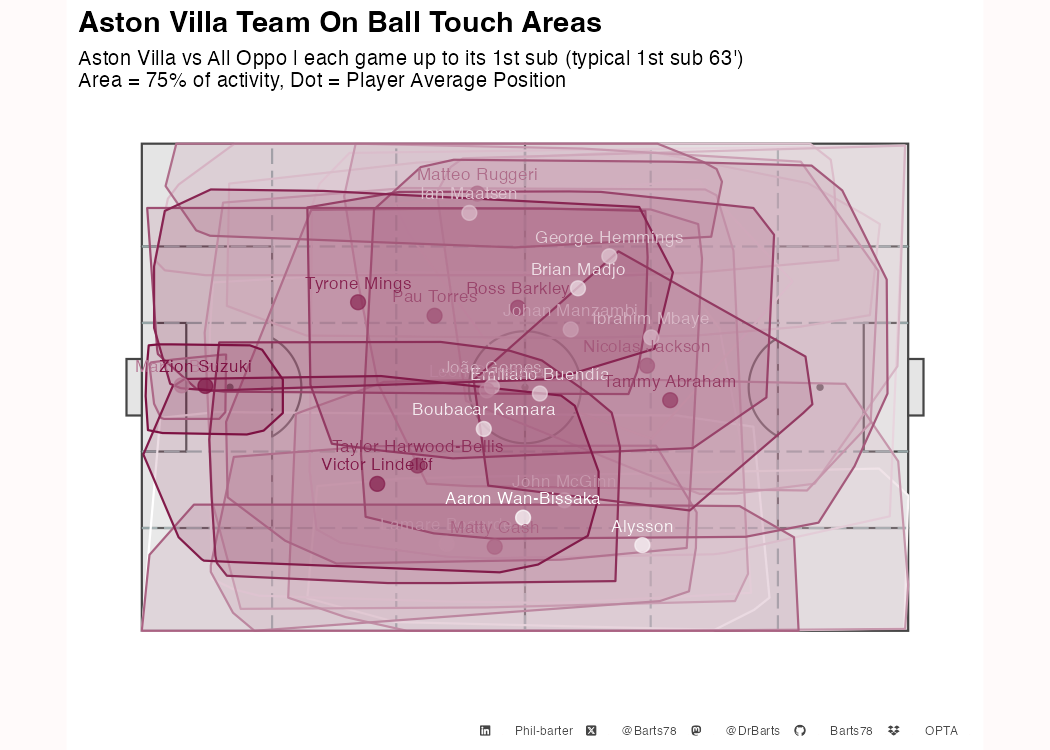 Aston Villa Team On Ball Touch Areas
Aston Villa vs All Oppo I each game up to its 1st sub (typical 1st sub 63')
Area = 75% of activity, Dot = Player Average Position
Matteo Ruggeri
Ian Maatsen
George Hemmings
Brian Madjo
Tyrone Mings
Ross Barkley
Pau Torres
Johan Manzambi
Ibrahim Mbaye
Nicolas Jackson
Zion Suzuki
João Gomes
Emiliano Buendía
Tammy Abraham
Boubacar Kamara
Taylor Harwood-Bellis
Victor Lindelöf
John McGinn
Aaron Wan-Bissaka
Matty Cash
Alysson
Phil-barter @Barts78 @DrBarts Barts78 OPTA